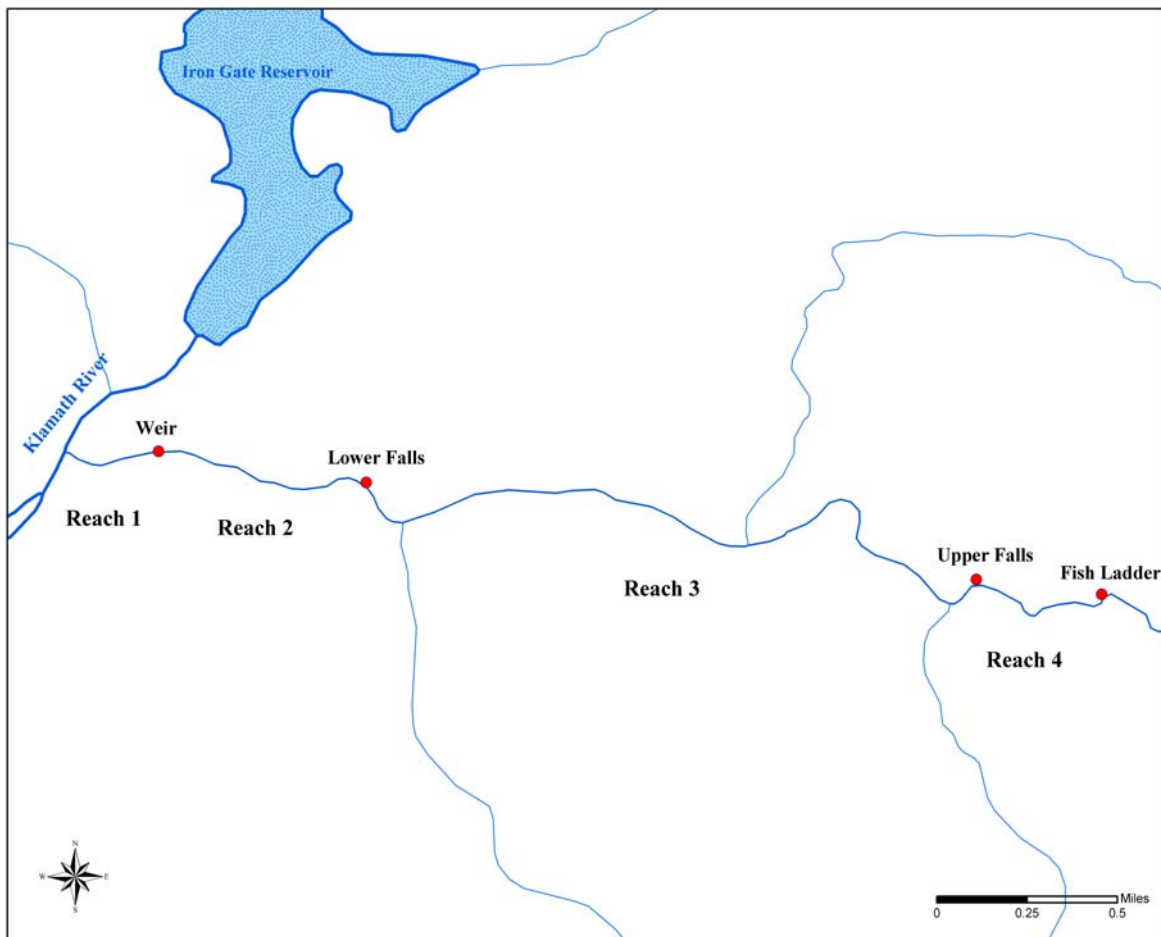 Iron Gate Reservoir
Klamath River
Weir
Lower Falls
Reach 1
Reach 2
Upper Falls
Fish Ladder
Reach 3
Reach 4
N
W E
S
Miles
0 0.25 0.5